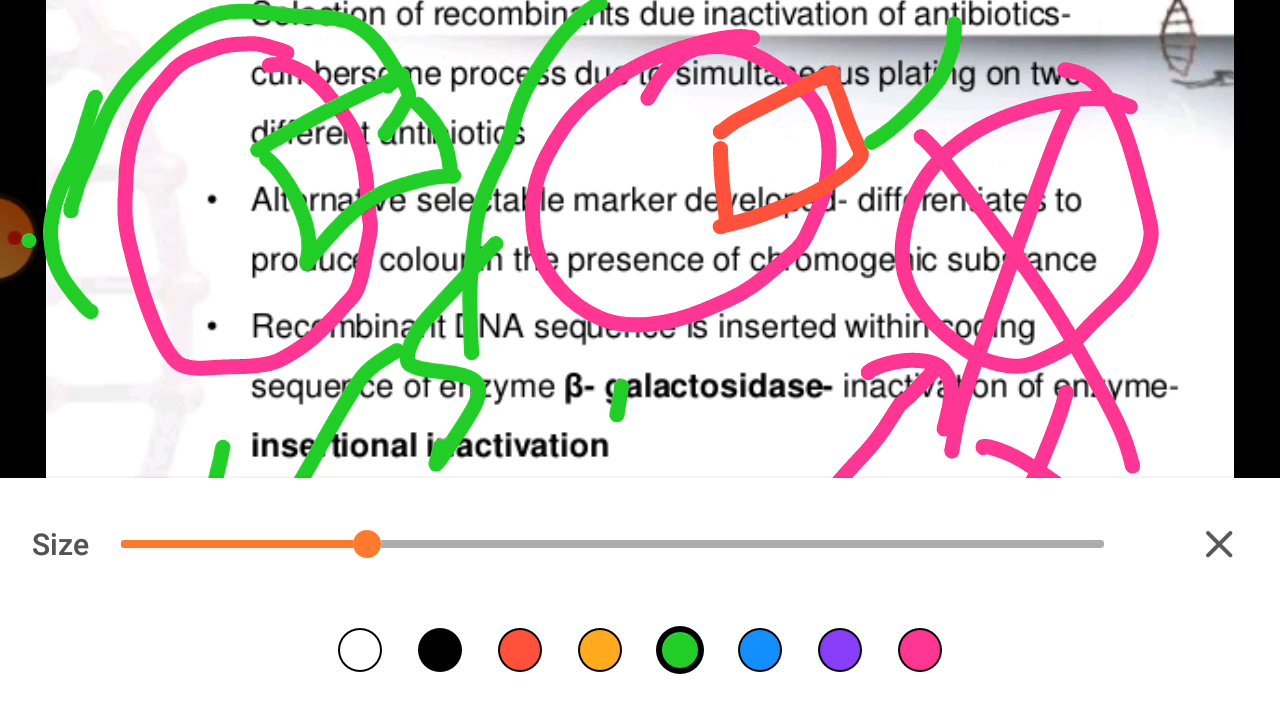 Selection of recombinants due inactivation of antibiotics-
cumbersome process due to simultaneous plating on two
different antibiotics
• Alternative selectable marker developed- differentiates to
produce colour in the presence of chromogenic substance
• Recombinant DNA sequence is inserted within coding
sequence of enzyme β- galactosidase- inactivation of enzyme-
insertional inactivation
Size